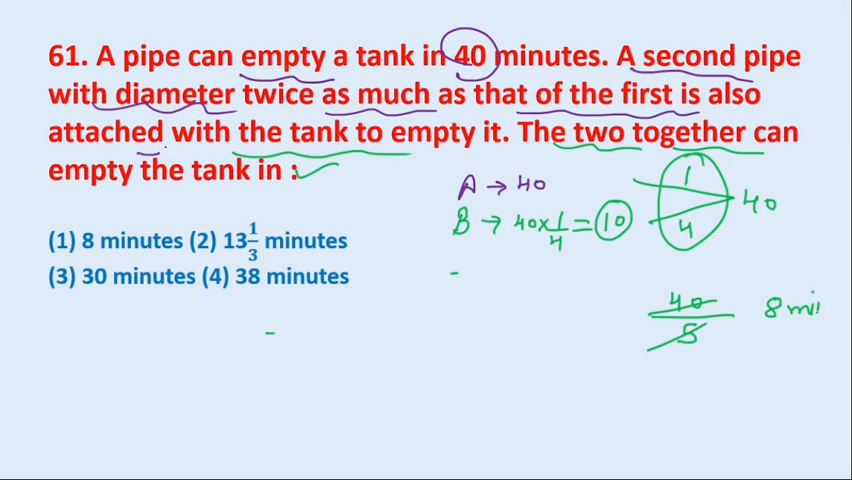 61. A pipe can empty a tank in 40 minutes. A second pipe
with diameter twice as much as that of the first is also
attached with the tank to empty it. The two together can
empty the tank in :
A → 40
B → 40×1/4 = 10
1
4
40
(1) 8 minutes (2) 13 1/3 minutes
(3) 30 minutes (4) 38 minutes
40/5
8 min